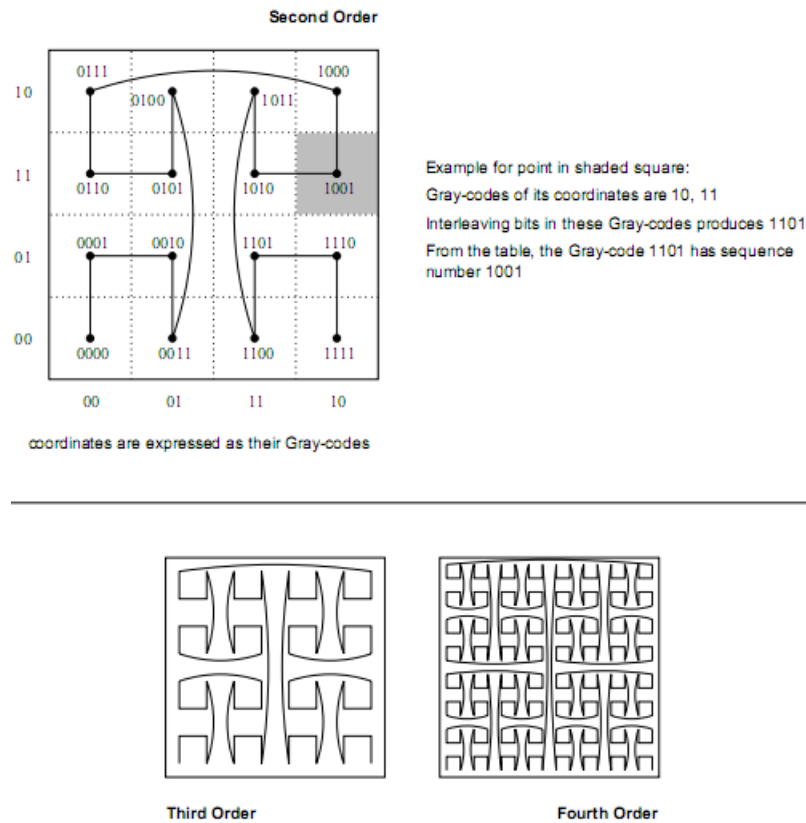 Second Order
0111 1000
10 0100 1011
11 0110 0101 1010 1001
0001 0010 1101 1110
01
00 0000 0011 1100 1111
00 01 11 10
coordinates are expressed as their Gray-codes
Example for point in shaded square:
Gray-codes of its coordinates are 10, 11
Interleaving bits in these Gray-codes produces 1101
From the table, the Gray-code 1101 has sequence
number 1001
Third Order Fourth Order